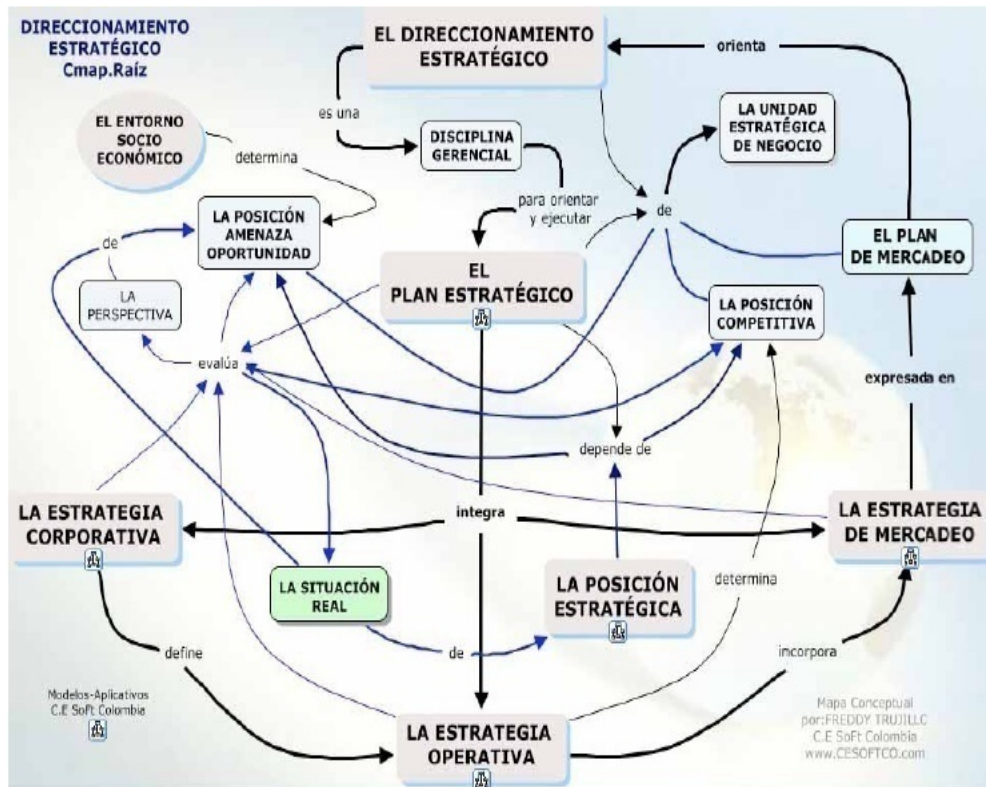 DIRECCIONAMIENTO
ESTRATÉGICO
Cmap.Raíz
EL DIRECCIONAMIENTO
ESTRATÉGICO
orienta
es una
LA UNIDAD
ESTRATÉGICA
DE NEGOCIO
EL ENTORNO
SOCIO
ECONÓMICO
DISCIPLINA
GERENCIAL
determina
para orientar
y ejecutar
LA POSICIÓN
AMENAZA
OPORTUNIDAD
de
de
EL PLAN
DE MERCADEO
EL
PLAN ESTRATÉGICO
LA
PERSPECTIVA
LA POSICIÓN
COMPETITIVA
evalúa
expresada en
depende de
LA ESTRATEGIA
CORPORATIVA
integra
LA ESTRATEGIA
DE MERCADEO
LA SITUACIÓN
REAL
LA POSICIÓN
ESTRATÉGICA
determina
define
de
incorpora
Modelos-Aplicativos
C.E Soft Colombia
LA ESTRATEGIA
OPERATIVA
Mapa Conceptual
por:FREDDY TRUJILLO
C.E Soft Colombia
www.CESOFTCO.com